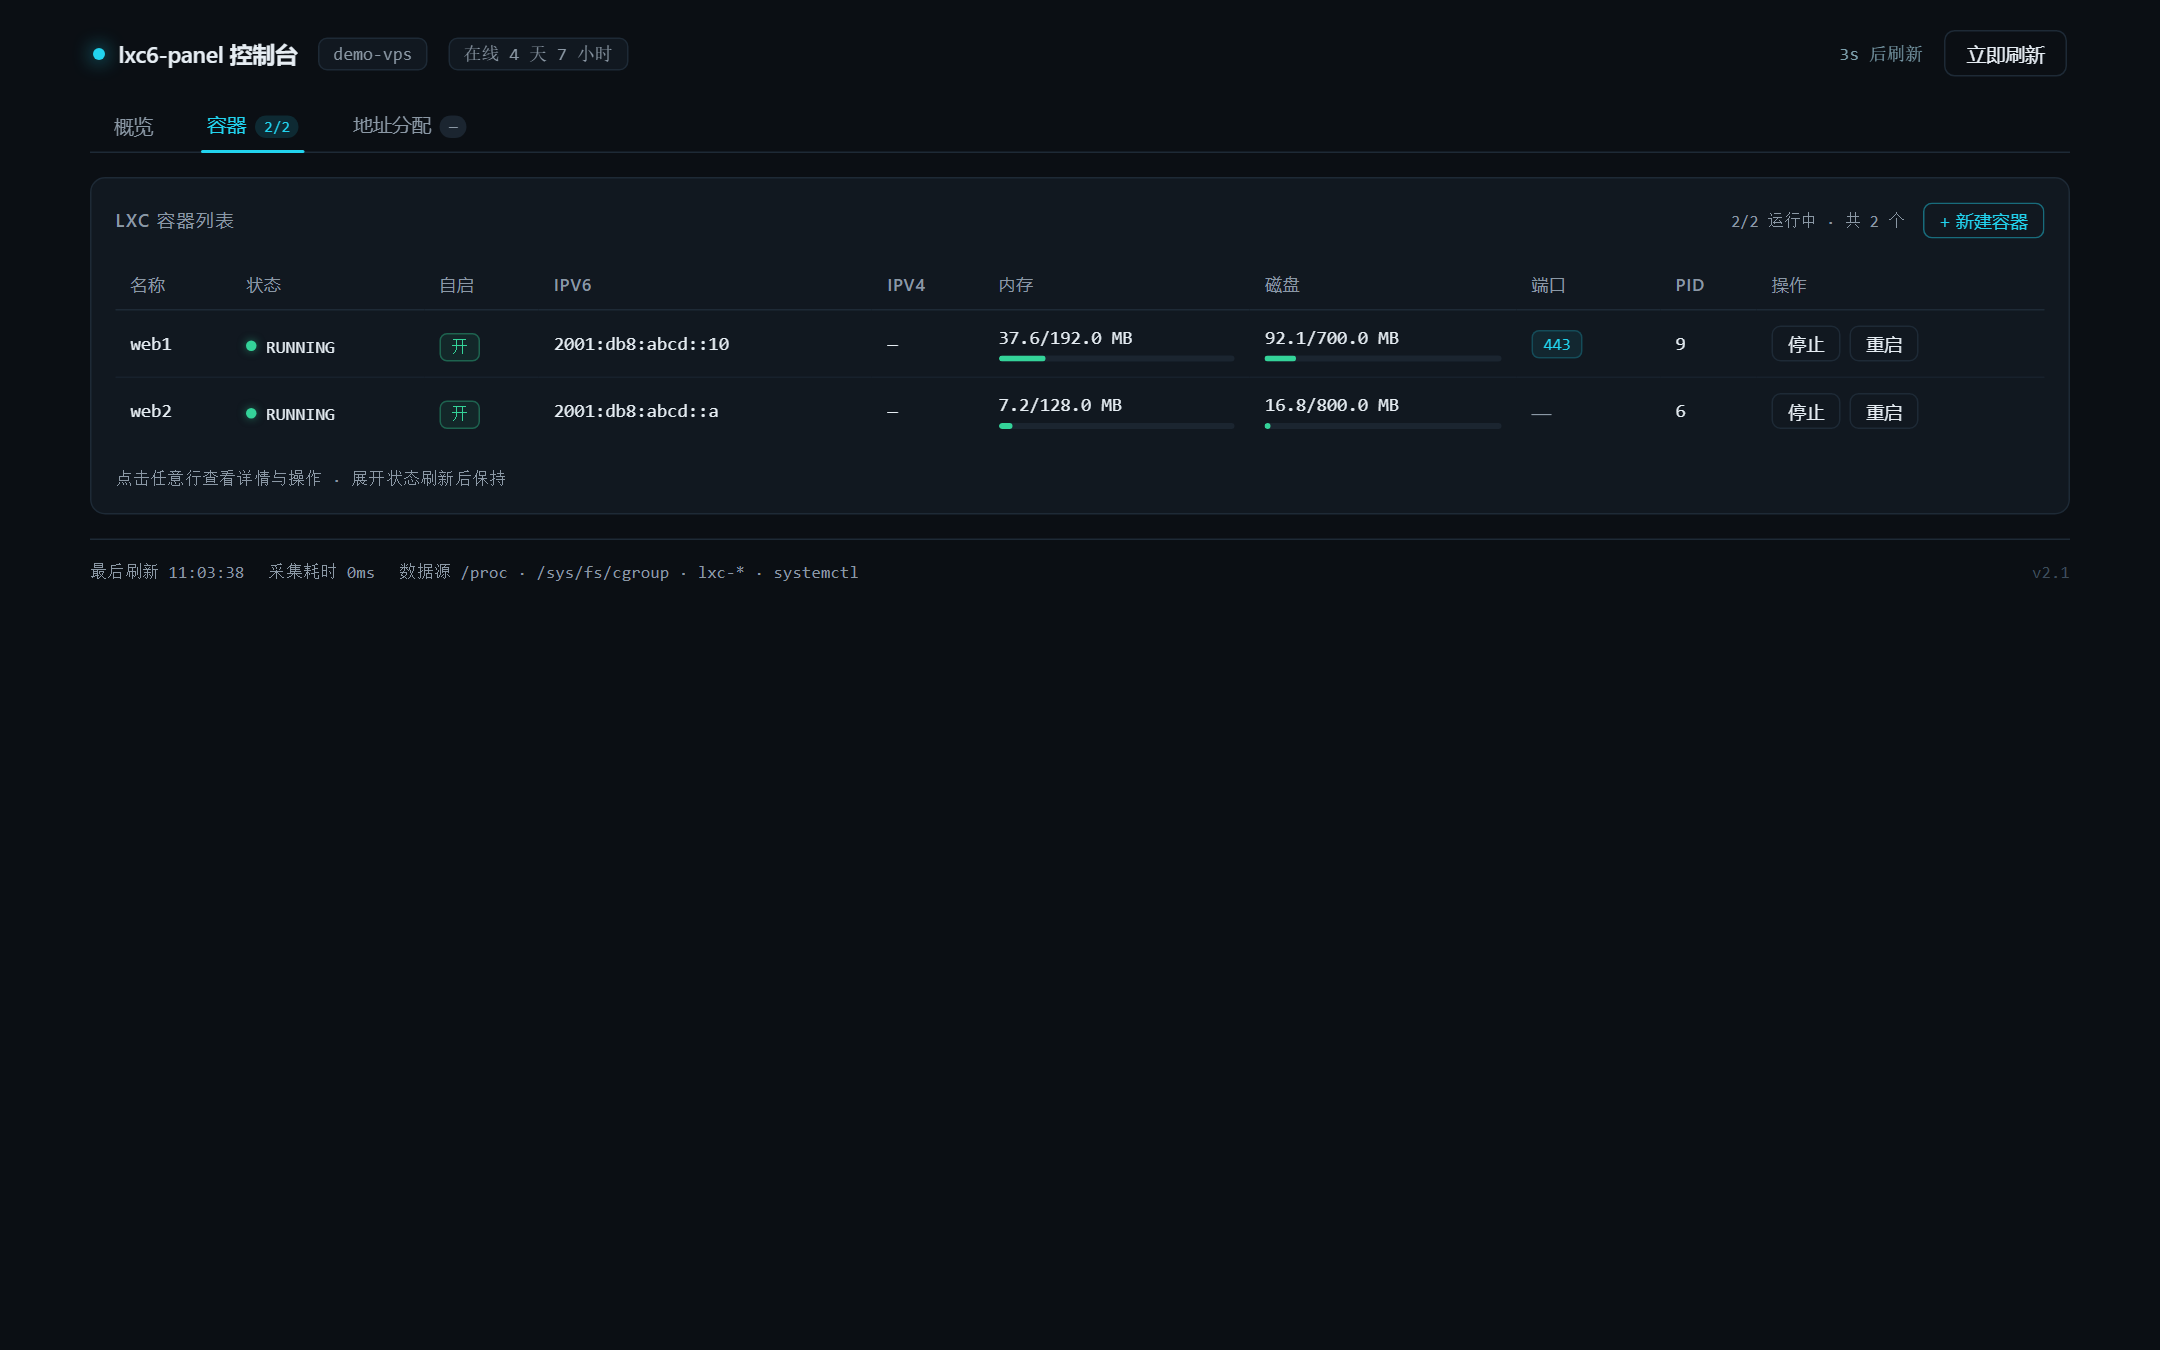 lxc6-panel 控制台 demo-vps 在线 4 天 7 小时 3s 后刷新 立即刷新
概览 容器 2/2 地址分配 —
LXC 容器列表 2/2 运行中 · 共 2 个 + 新建容器
名称 状态 自启 IPV6 IPV4 内存 磁盘 端口 PID 操作
web1 RUNNING 开 2001:db8:abcd::10 — 37.6/192.0 MB 92.1/700.0 MB 443 9 停止 重启
web2 RUNNING 开 2001:db8:abcd::a — 7.2/128.0 MB 16.8/800.0 MB — 6 停止 重启
点击任意行查看详情与操作 · 展开状态刷新后保持
最后刷新 11:03:38 采集耗时 0ms 数据源 /proc · /sys/fs/cgroup · lxc-* · systemctl v2.1